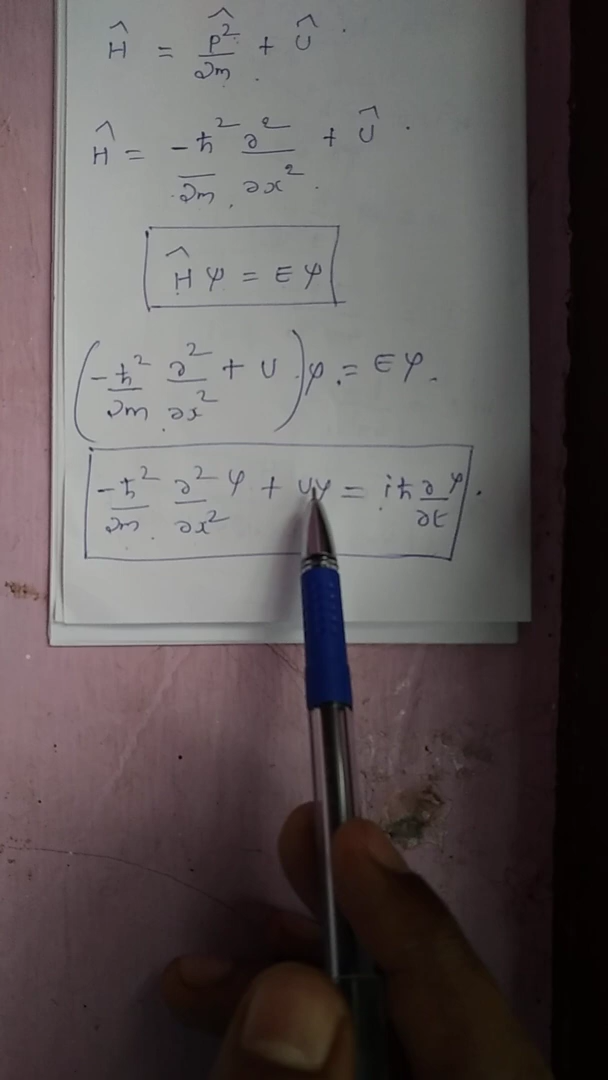 Ĥ = p̂²/2m + Û.
Ĥ = -ħ²/2m ∂²/∂x² + Û.
Ĥψ = Eψ
(-ħ²/2m ∂²/∂x² + U)ψ. = Eψ.
-ħ²/2m ∂²ψ/∂x² + Uψ = iħ ∂ψ/∂t.